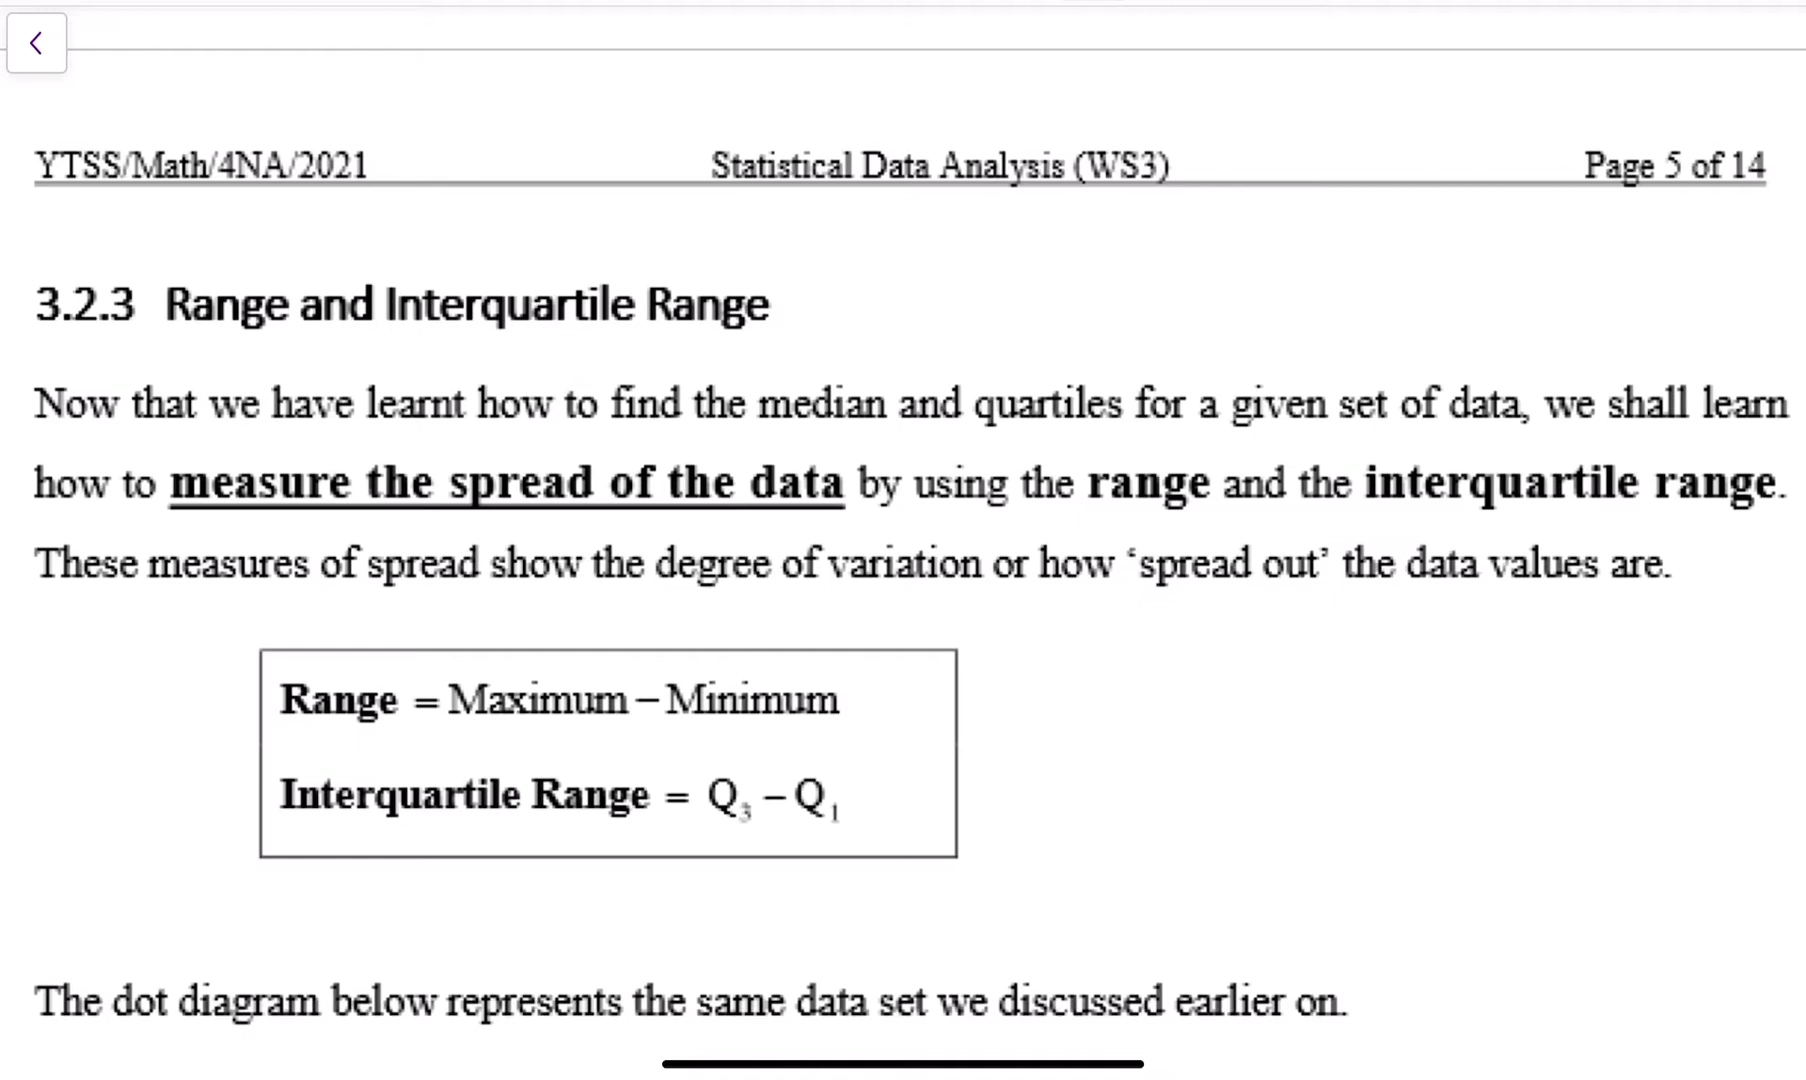 YTSS/Math/4NA/2021 Statistical Data Analysis (WS3) Page 5 of 14
3.2.3 Range and Interquartile Range
Now that we have learnt how to find the median and quartiles for a given set of data, we shall learn
how to measure the spread of the data by using the range and the interquartile range.
These measures of spread show the degree of variation or how ‘spread out’ the data values are.
Range = Maximum − Minimum
Interquartile Range = Q₃ − Q₁
The dot diagram below represents the same data set we discussed earlier on.